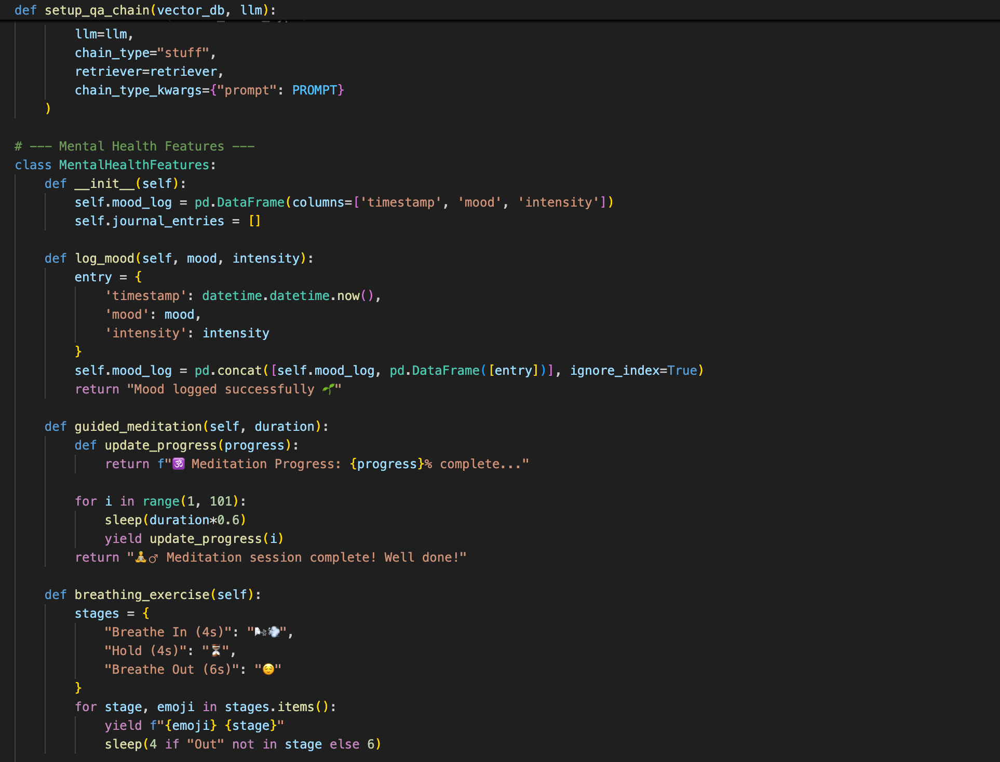 def setup_qa_chain(vector_db, llm):
        llm=llm,
        chain_type="stuff",
        retriever=retriever,
        chain_type_kwargs={"prompt": PROMPT}
    )

# --- Mental Health Features ---
class MentalHealthFeatures:
    def __init__(self):
        self.mood_log = pd.DataFrame(columns=['timestamp', 'mood', 'intensity'])
        self.journal_entries = []

    def log_mood(self, mood, intensity):
        entry = {
            'timestamp': datetime.datetime.now(),
            'mood': mood,
            'intensity': intensity
        }
        self.mood_log = pd.concat([self.mood_log, pd.DataFrame([entry])], ignore_index=True)
        return "Mood logged successfully 🌱"

    def guided_meditation(self, duration):
        def update_progress(progress):
            return f"🕉 Meditation Progress: {progress}% complete..."

        for i in range(1, 101):
            sleep(duration*0.6)
            yield update_progress(i)
        return "🧘♂ Meditation session complete! Well done!"

    def breathing_exercise(self):
        stages = {
            "Breathe In (4s)": "🌬💨",
            "Hold (4s)": "⏳",
            "Breathe Out (6s)": "😌"
        }
        for stage, emoji in stages.items():
            yield f"{emoji} {stage}"
            sleep(4 if "Out" not in stage else 6)